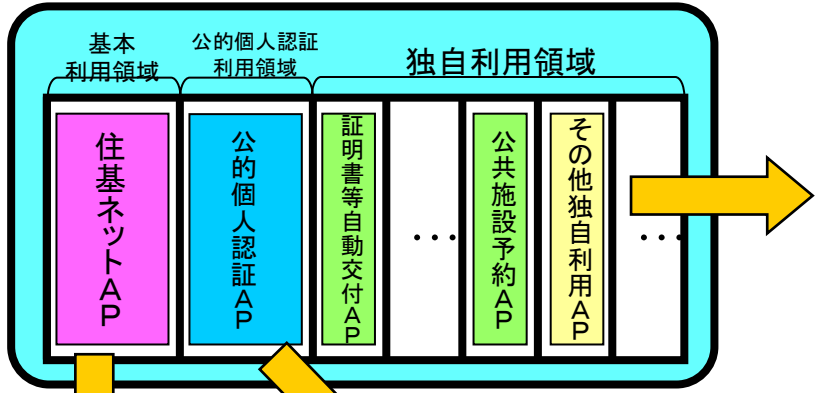 基本
利用領域
公的個人認証
利用領域
独自利用領域
住基ネットAP
公的個人認証AP
証明書等自動交付AP
・・・
公共施設予約AP
その他独自利用AP
・・・